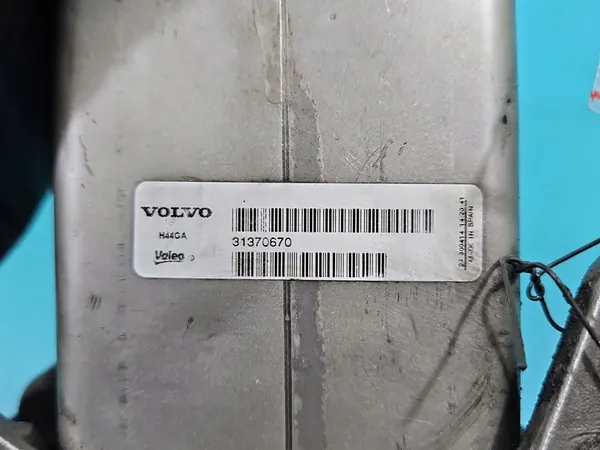 VOLVO
H44GA
31370670
Valeo
MADE IN SPAIN